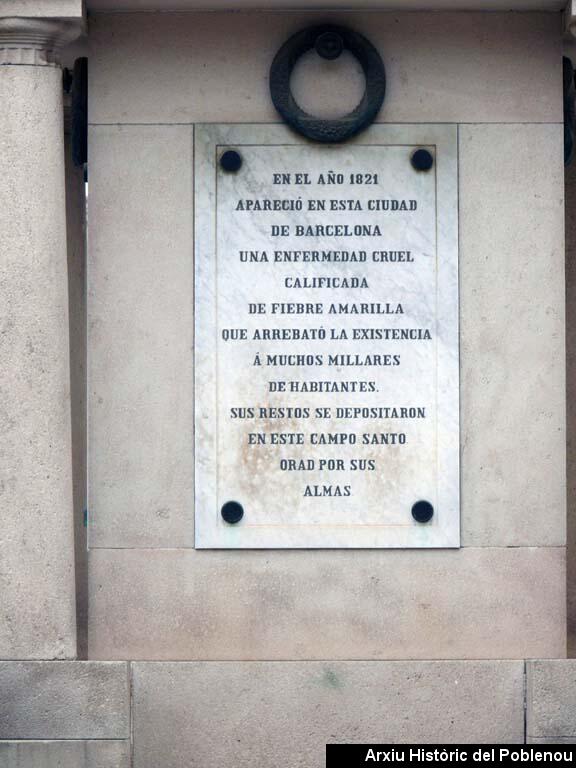 EN EL AÑO 1821
APARECIÓ EN ESTA CIUDAD
DE BARCELONA
UNA ENFERMEDAD CRUEL
CALIFICADA
DE FIEBRE AMARILLA
QUE ARREBATÓ LA EXISTENCIA
Á MUCHOS MILLARES
DE HABITANTES.
SUS RESTOS SE DEPOSITARON
EN ESTE CAMPO SANTO
ORAD POR SUS
ALMAS
Arxiu Històric del Poblenou